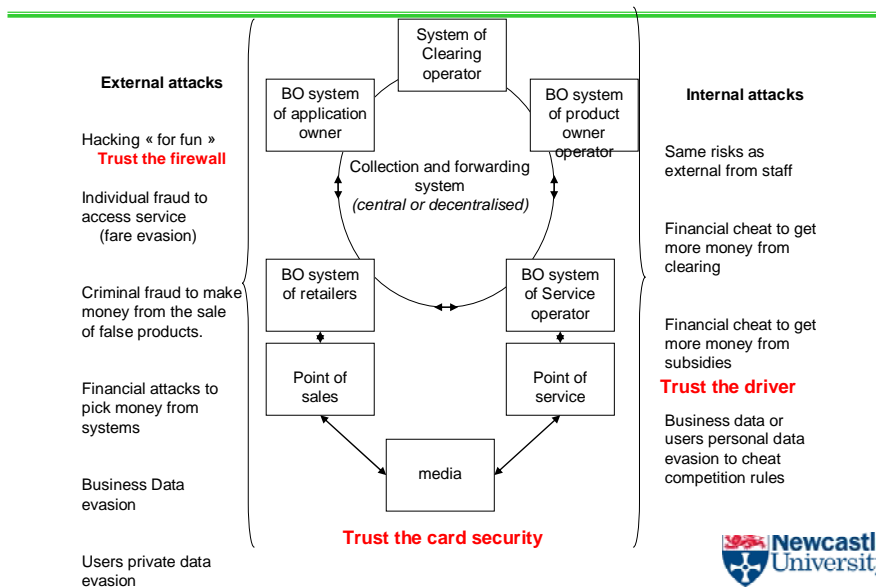 External attacks
Hacking « for fun »
Trust the firewall
Individual fraud to
access service
(fare evasion)
Criminal fraud to make
money from the sale
of false products.
Financial attacks to
pick money from
systems
Business Data
evasion
Users private data
evasion
System of
Clearing
operator
BO system
of application
owner
BO system
of product
owner
operator
Collection and forwarding
system
(central or decentralised)
BO system
of retailers
BO system
of Service
operator
Point of
sales
Point of
service
media
Trust the card security
Internal attacks
Same risks as
external from staff
Financial cheat to get
more money from
clearing
Financial cheat to get
more money from
subsidies
Trust the driver
Business data or
users personal data
evasion to cheat
competition rules
Newcastl
University